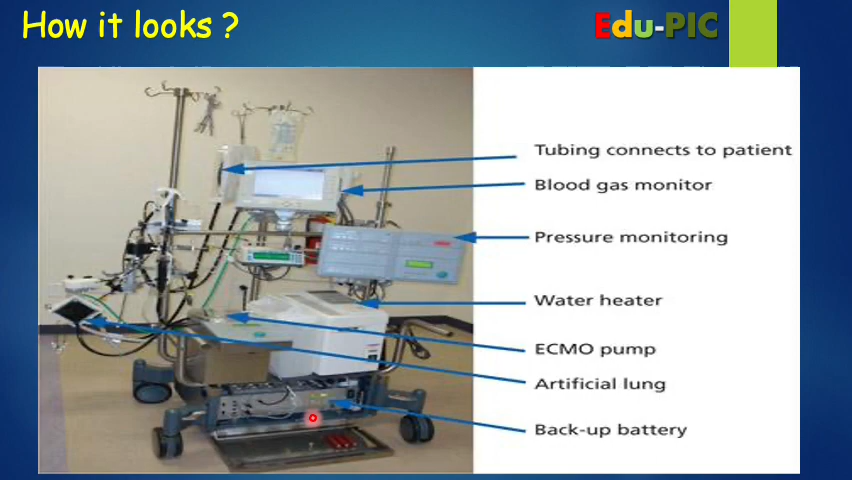 How it looks ?
Edu-PIC
Tubing connects to patient
Blood gas monitor
Pressure monitoring
Water heater
ECMO pump
Artificial lung
Back-up battery